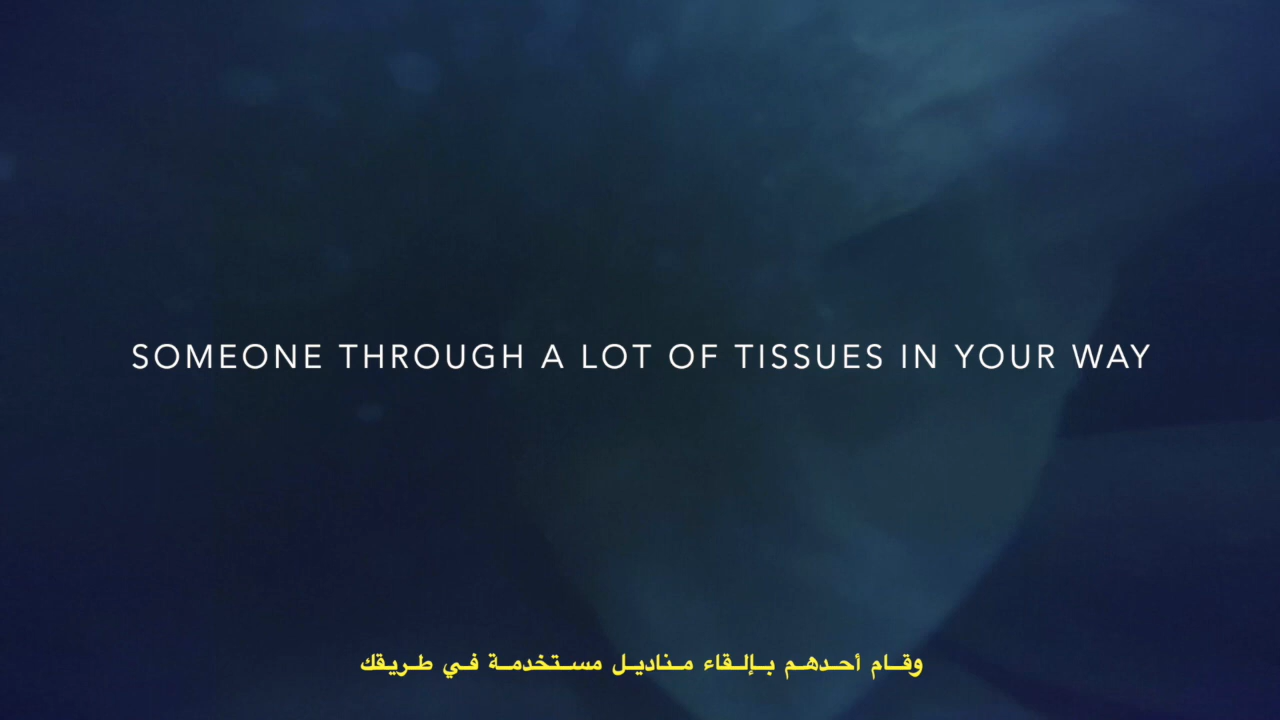 SOMEONE THROUGH A LOT OF TISSUES IN YOUR WAY
وقام أحدهم بإلقاء مناديل مستخدمة في طريقك